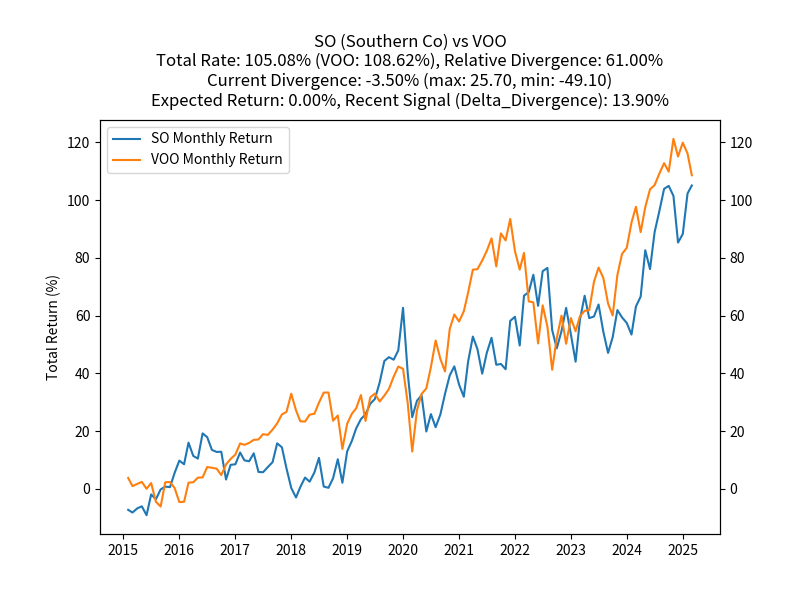 SO (Southern Co) vs VOO
Total Rate: 105.08% (VOO: 108.62%), Relative Divergence: 61.00%
Current Divergence: -3.50% (max: 25.70, min: -49.10)
Expected Return: 0.00%, Recent Signal (Delta_Divergence): 13.90%
SO Monthly Return
VOO Monthly Return
Total Return (%)
120
100
80
60
40
20
0
120
100
80
60
40
20
0
2015 2016 2017 2018 2019 2020 2021 2022 2023 2024 2025